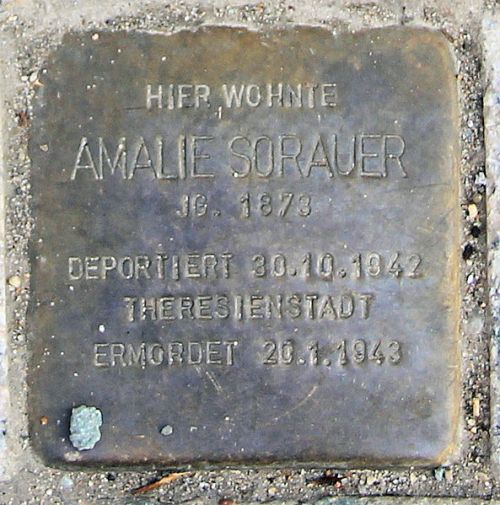 HIER WOHNTE
AMALIE SORAUER
JG. 1873
DEPORTIERT 30.10.1942
THERESIENSTADT
ERMORDET 20.1.1943